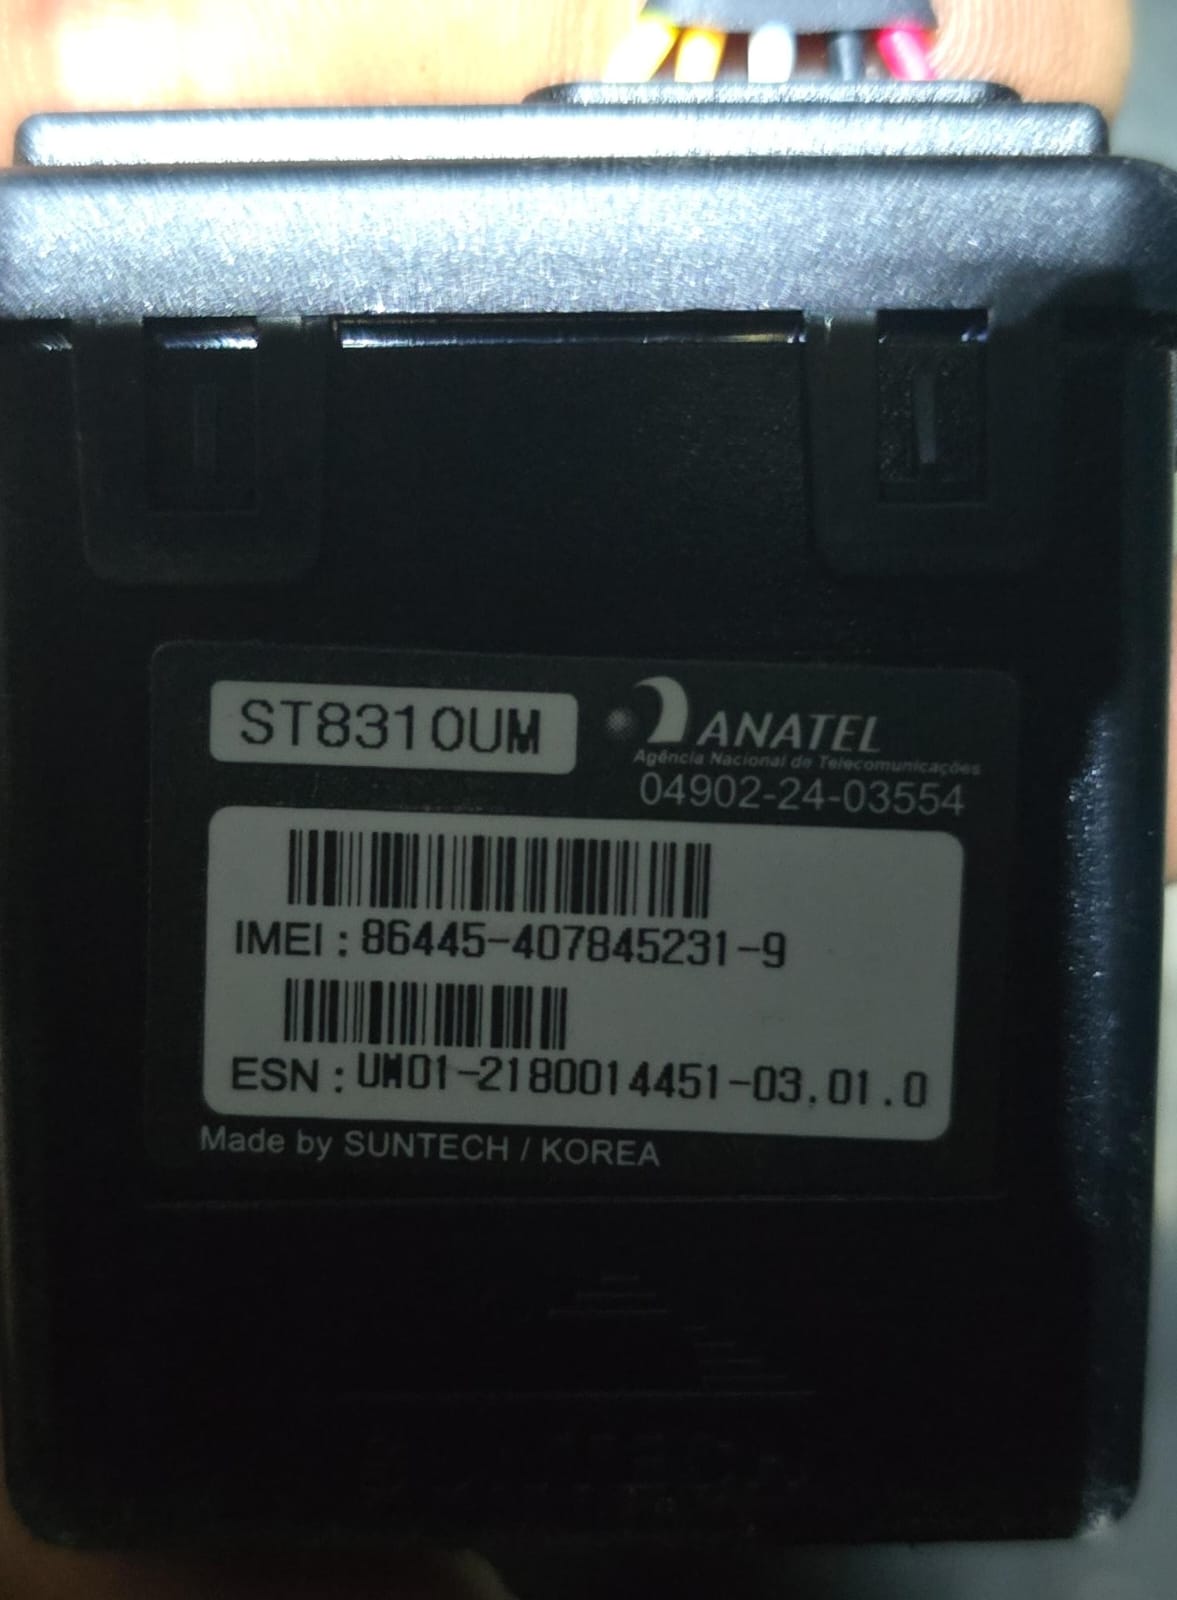 ST8310UM
ANATEL
Agência Nacional de Telecomunicações
04902-24-03554
IMEI : 86445-407845231-9
ESN : UM01-2180014451-03.01.0
Made by SUNTECH / KOREA